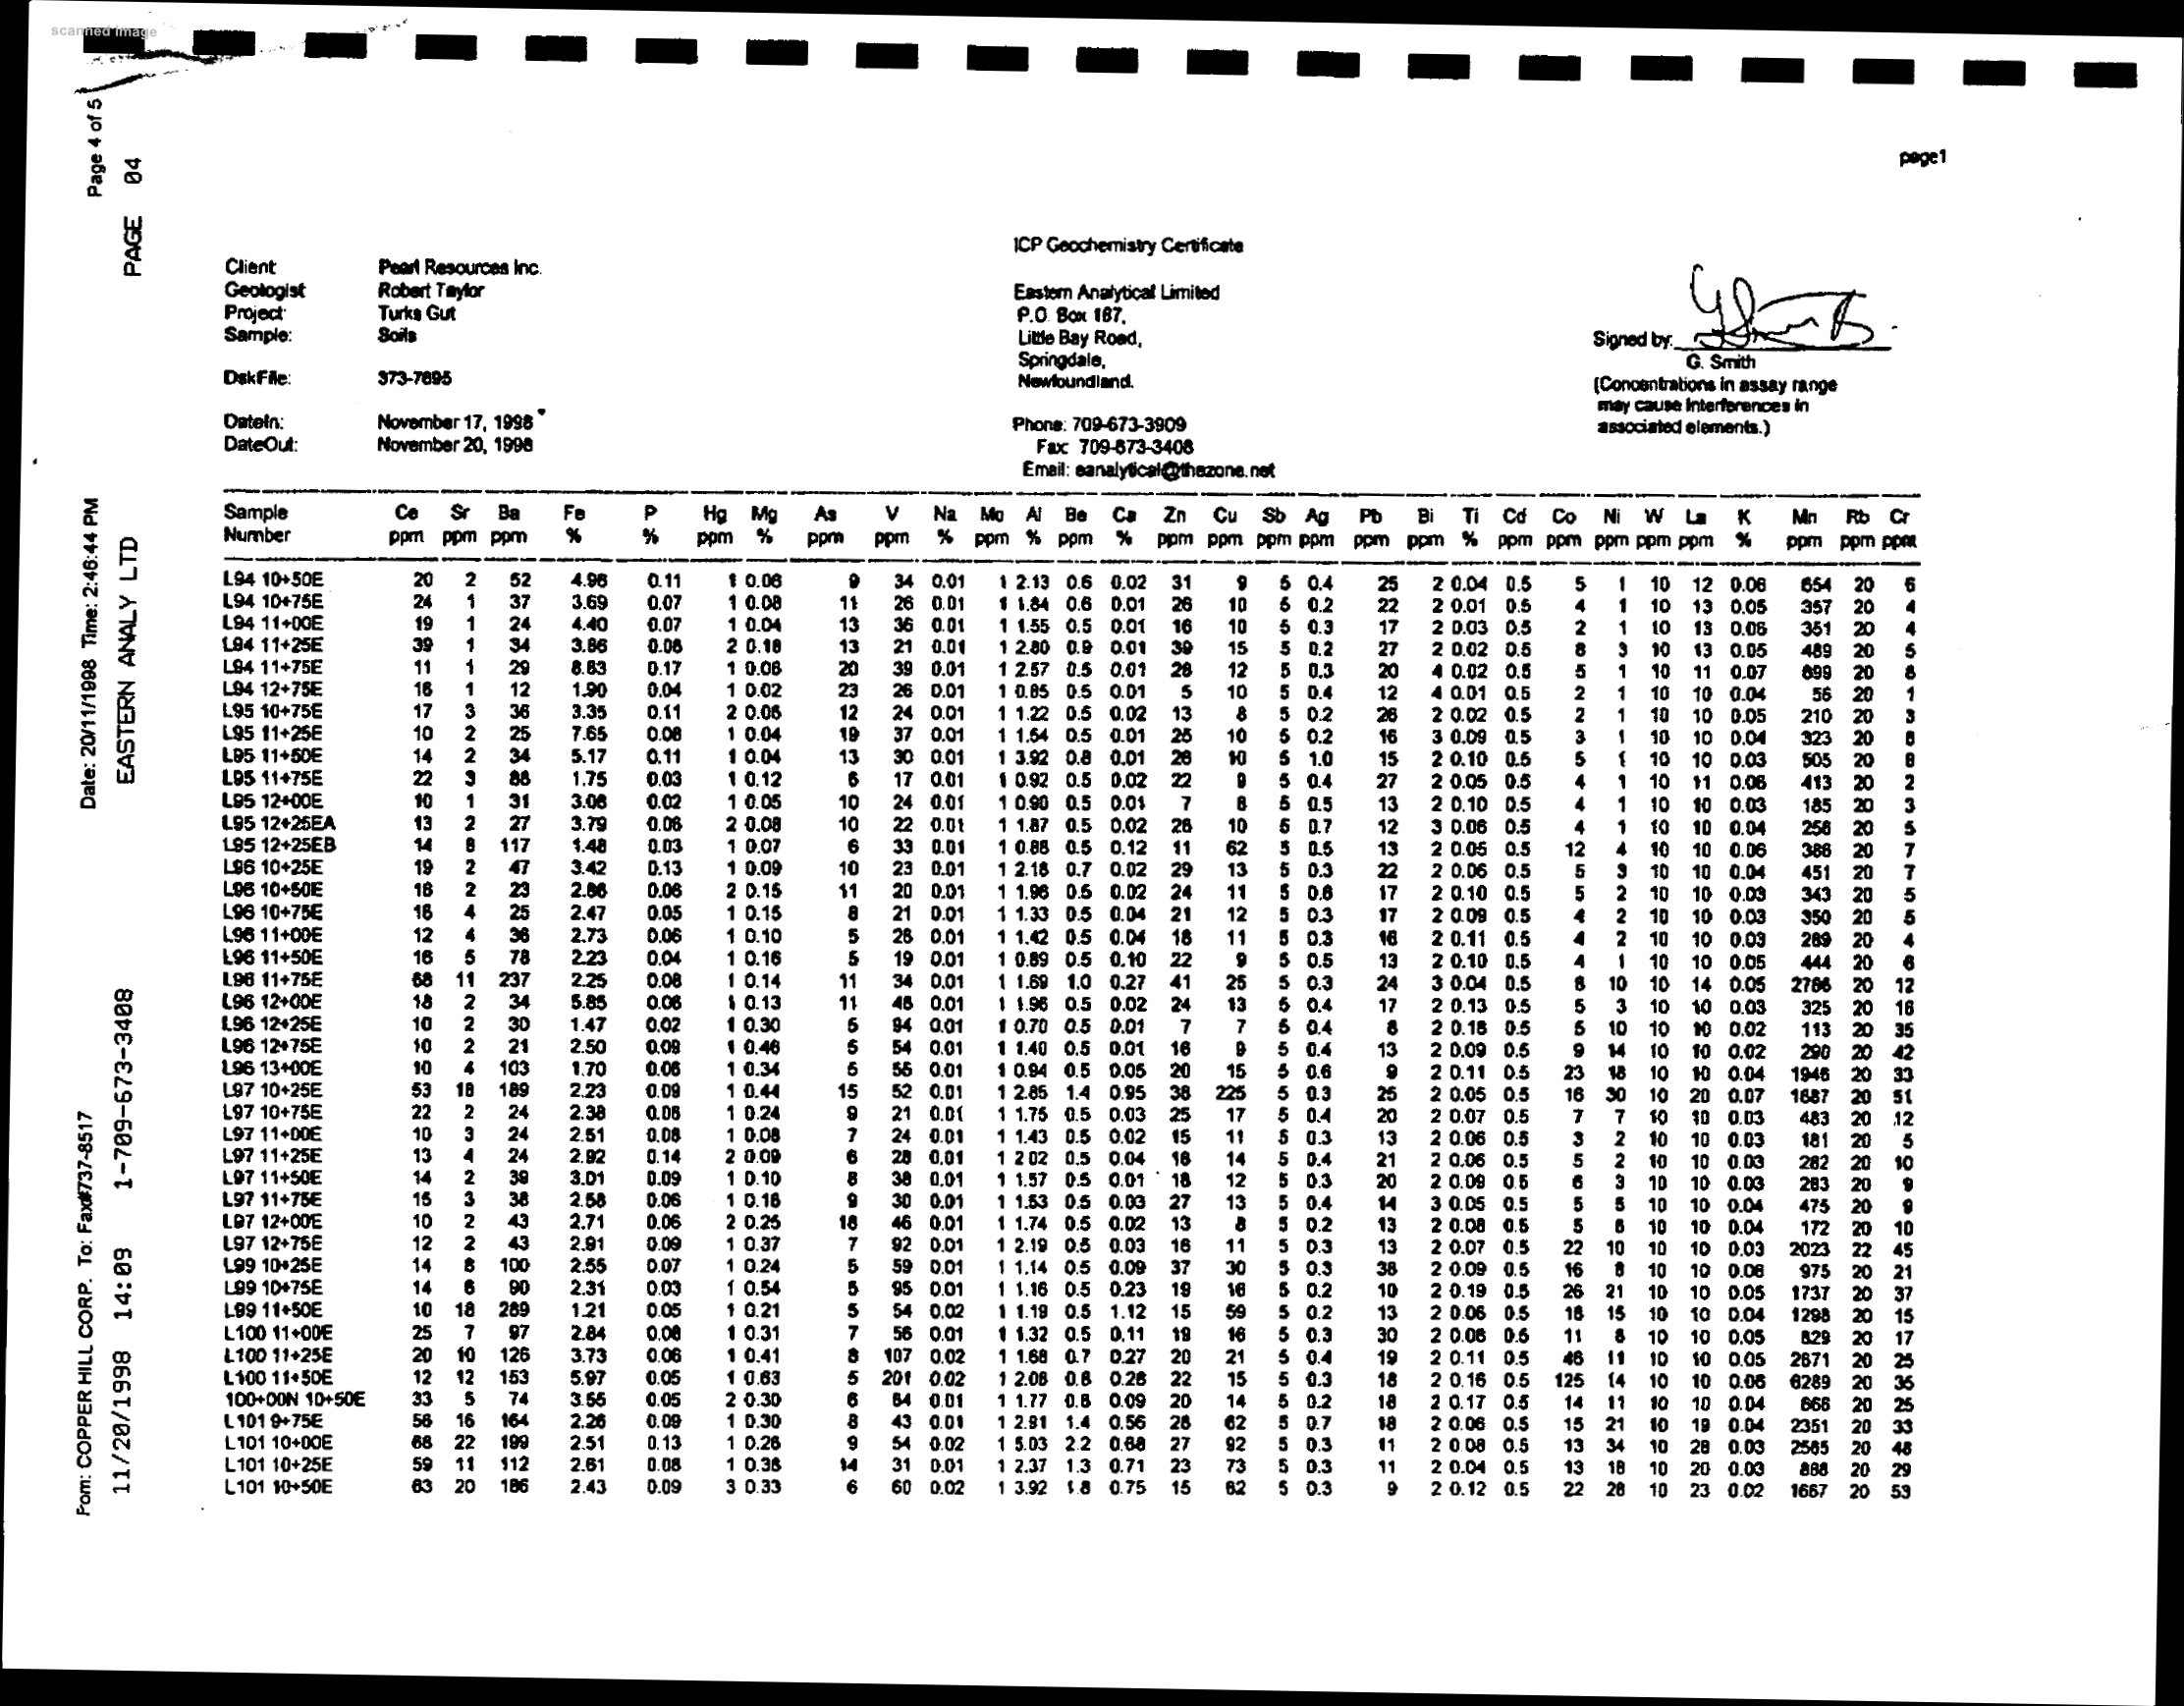 scanned image
Page 4 of 5
PAGE 04
page1
ICP Geochemistry Certificate
Client Pearl Resources Inc.
Geologist Robert Taylor
Project: Turks Gut
Sample: Soils
DskFile: 373-7695
DateIn: November 17, 1998
DateOut: November 20, 1998
Eastern Analytical Limited
P.O. Box 187,
Little Bay Road,
Springdale,
Newfoundland.
Phone: 709-673-3909
Fax: 709-673-3408
Email: eanalytical@thezone.net
Signed by:
G. Smith
(Concentrations in assay range
may cause interferences in
associated elements.)
Date: 20/11/1998 Time: 2:46:44 PM
EASTERN ANALY LTD
1-709-673-3408
From: COPPER HILL CORP. To: Fax#737-8517
11/20/1998 14:09
Sample Ce Sr Ba Fe P Hg Mg As V Na Mo Al Be Ca Zn Cu Sb Ag Pb Bi Ti Cd Co Ni W La K Mn Rb Cr
Number ppm ppm ppm % % ppm % ppm ppm % ppm % ppm % ppm ppm ppm ppm ppm ppm % ppm ppm ppm ppm ppm % ppm ppm ppm
L94 10+50E 20 2 52 4.96 0.11 1 0.06 9 34 0.01 1 2.13 0.6 0.02 31 9 5 0.4 25 2 0.04 0.5 5 1 10 12 0.06 654 20 6
L94 10+75E 24 1 37 3.69 0.07 1 0.08 11 26 0.01 1 1.84 0.6 0.01 26 10 5 0.2 22 2 0.01 0.5 4 1 10 13 0.05 357 20 4
L94 11+00E 19 1 24 4.40 0.07 1 0.04 13 36 0.01 1 1.55 0.5 0.01 16 10 5 0.3 17 2 0.03 0.5 2 1 10 13 0.06 351 20 4
L94 11+25E 39 1 34 3.86 0.06 2 0.18 13 21 0.01 1 2.80 0.9 0.01 39 15 5 0.2 27 2 0.02 0.5 8 3 10 13 0.05 489 20 5
L94 11+75E 11 1 29 8.63 0.17 1 0.06 20 39 0.01 1 2.57 0.5 0.01 28 12 5 0.3 20 4 0.02 0.5 5 1 10 11 0.07 899 20 8
L94 12+75E 16 1 12 1.90 0.04 1 0.02 23 26 0.01 1 0.85 0.5 0.01 5 10 5 0.4 12 4 0.01 0.5 2 1 10 10 0.04 56 20 1
L95 10+75E 17 3 36 3.35 0.11 2 0.06 12 24 0.01 1 1.22 0.5 0.02 13 8 5 0.2 26 2 0.02 0.5 2 1 10 10 0.05 210 20 3
L95 11+25E 10 2 25 7.65 0.08 1 0.04 19 37 0.01 1 1.54 0.5 0.01 25 10 5 0.2 16 3 0.09 0.5 3 1 10 10 0.04 323 20 8
L95 11+50E 14 2 34 5.17 0.11 1 0.04 13 30 0.01 1 3.92 0.8 0.01 26 10 5 1.0 15 2 0.10 0.5 5 1 10 10 0.03 505 20 8
L95 11+75E 22 3 88 1.75 0.03 1 0.12 6 17 0.01 1 0.92 0.5 0.02 22 9 5 0.4 27 2 0.05 0.5 4 1 10 11 0.06 413 20 2
L95 12+00E 10 1 31 3.06 0.02 1 0.05 10 24 0.01 1 0.90 0.5 0.01 7 8 5 0.5 13 2 0.10 0.5 4 1 10 10 0.03 185 20 3
L95 12+25EA 13 2 27 3.79 0.06 2 0.08 10 22 0.01 1 1.87 0.5 0.02 28 10 5 0.7 12 3 0.06 0.5 4 1 10 10 0.04 256 20 5
L95 12+25EB 14 8 117 1.48 0.03 1 0.07 6 33 0.01 1 0.88 0.5 0.12 11 62 5 0.5 13 2 0.05 0.5 12 4 10 10 0.06 386 20 7
L96 10+25E 19 2 47 3.42 0.13 1 0.09 10 23 0.01 1 2.18 0.7 0.02 29 13 5 0.3 22 2 0.06 0.5 5 3 10 10 0.04 451 20 7
L96 10+50E 18 2 23 2.86 0.06 2 0.15 11 20 0.01 1 1.96 0.5 0.02 24 11 5 0.6 17 2 0.10 0.5 5 2 10 10 0.03 343 20 5
L96 10+75E 16 4 25 2.47 0.05 1 0.15 8 21 0.01 1 1.33 0.5 0.04 21 12 5 0.3 17 2 0.09 0.5 4 2 10 10 0.03 350 20 5
L96 11+00E 12 4 36 2.73 0.06 1 0.10 5 28 0.01 1 1.42 0.5 0.04 18 11 5 0.3 16 2 0.11 0.5 4 2 10 10 0.03 289 20 4
L96 11+50E 16 5 78 2.23 0.04 1 0.16 5 19 0.01 1 0.89 0.5 0.10 22 9 5 0.5 13 2 0.10 0.5 4 1 10 10 0.05 444 20 6
L96 11+75E 68 11 237 2.25 0.08 1 0.14 11 34 0.01 1 1.69 1.0 0.27 41 25 5 0.3 24 3 0.04 0.5 8 10 10 14 0.05 2786 20 12
L96 12+00E 18 2 34 5.85 0.06 1 0.13 11 48 0.01 1 1.96 0.5 0.02 24 13 5 0.4 17 2 0.13 0.5 5 3 10 10 0.03 325 20 16
L96 12+25E 10 2 30 1.47 0.02 1 0.30 5 94 0.01 1 0.70 0.5 0.01 7 7 5 0.4 8 2 0.18 0.5 5 10 10 10 0.02 113 20 35
L96 12+75E 10 2 21 2.50 0.09 1 0.46 5 54 0.01 1 1.40 0.5 0.01 16 9 5 0.4 13 2 0.09 0.5 9 14 10 10 0.02 290 20 42
L96 13+00E 10 4 103 1.70 0.06 1 0.34 5 55 0.01 1 0.94 0.5 0.05 20 15 5 0.6 9 2 0.11 0.5 23 18 10 10 0.04 1946 20 33
L97 10+25E 53 18 189 2.23 0.09 1 0.44 15 52 0.01 1 2.85 1.4 0.95 38 225 5 0.3 25 2 0.05 0.5 16 30 10 20 0.07 1687 20 51
L97 10+75E 22 2 24 2.38 0.06 1 0.24 9 21 0.01 1 1.75 0.5 0.03 25 17 5 0.4 20 2 0.07 0.5 7 7 10 10 0.03 483 20 12
L97 11+00E 10 3 24 2.51 0.08 1 0.08 7 24 0.01 1 1.43 0.5 0.02 15 11 5 0.3 13 2 0.06 0.5 3 2 10 10 0.03 181 20 5
L97 11+25E 13 4 24 2.92 0.14 2 0.09 6 28 0.01 1 2.02 0.5 0.04 16 14 5 0.4 21 2 0.06 0.5 5 2 10 10 0.03 282 20 10
L97 11+50E 14 2 39 3.01 0.09 1 0.10 8 38 0.01 1 1.57 0.5 0.01 18 12 5 0.3 20 2 0.09 0.5 6 3 10 10 0.03 283 20 9
L97 11+75E 15 3 38 2.58 0.06 1 0.16 9 30 0.01 1 1.53 0.5 0.03 27 13 5 0.4 14 3 0.05 0.5 5 5 10 10 0.04 475 20 9
L97 12+00E 10 2 43 2.71 0.06 2 0.25 18 46 0.01 1 1.74 0.5 0.02 13 8 5 0.2 13 2 0.08 0.5 5 6 10 10 0.04 172 20 10
L97 12+75E 12 2 43 2.91 0.09 1 0.37 7 92 0.01 1 2.19 0.5 0.03 16 11 5 0.3 13 2 0.07 0.5 22 10 10 10 0.03 2023 22 45
L99 10+25E 14 8 100 2.55 0.07 1 0.24 5 59 0.01 1 1.14 0.5 0.09 37 30 5 0.3 38 2 0.09 0.5 16 8 10 10 0.06 975 20 21
L99 10+75E 14 6 90 2.31 0.03 1 0.54 5 95 0.01 1 1.16 0.5 0.23 19 16 5 0.2 10 2 0.19 0.5 26 21 10 10 0.05 1737 20 37
L99 11+50E 10 18 289 1.21 0.05 1 0.21 5 54 0.02 1 1.19 0.5 1.12 15 59 5 0.2 13 2 0.06 0.5 18 15 10 10 0.04 1298 20 15
L100 11+00E 25 7 97 2.84 0.08 1 0.31 7 56 0.01 1 1.32 0.5 0.11 19 16 5 0.3 30 2 0.08 0.5 11 8 10 10 0.05 829 20 17
L100 11+25E 20 10 126 3.73 0.06 1 0.41 8 107 0.02 1 1.68 0.7 0.27 20 21 5 0.4 19 2 0.11 0.5 46 11 10 10 0.05 2671 20 25
L100 11+50E 12 12 153 5.97 0.05 1 0.63 5 201 0.02 1 2.08 0.8 0.28 22 15 5 0.3 18 2 0.16 0.5 125 14 10 10 0.06 6289 20 35
100+00N 10+50E 33 5 74 3.55 0.05 2 0.30 6 84 0.01 1 1.77 0.8 0.09 20 14 5 0.2 18 2 0.17 0.5 14 11 10 10 0.04 666 20 25
L101 9+75E 56 16 164 2.26 0.09 1 0.30 8 43 0.01 1 2.91 1.4 0.56 28 62 5 0.7 18 2 0.06 0.5 15 21 10 19 0.04 2351 20 33
L101 10+00E 68 22 199 2.51 0.13 1 0.26 9 54 0.02 1 5.03 2.2 0.68 27 92 5 0.3 11 2 0.08 0.5 13 34 10 28 0.03 2565 20 48
L101 10+25E 59 11 112 2.61 0.08 1 0.36 14 31 0.01 1 2.37 1.3 0.71 23 73 5 0.3 11 2 0.04 0.5 13 18 10 20 0.03 888 20 29
L101 10+50E 63 20 186 2.43 0.09 3 0.33 6 60 0.02 1 3.92 1.8 0.75 15 82 5 0.3 9 2 0.12 0.5 22 28 10 23 0.02 1667 20 53